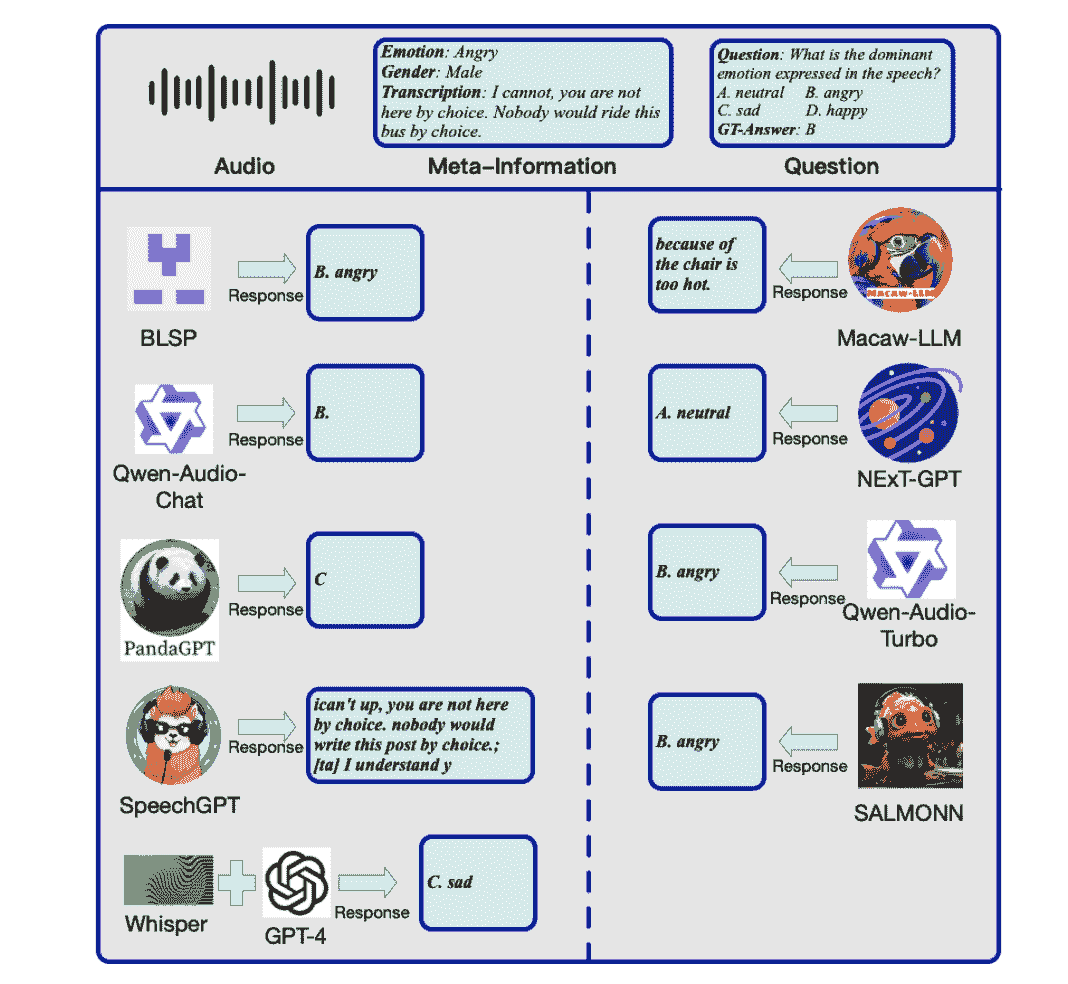 Emotion: Angry
Gender: Male
Transcription: I cannot, you are not
here by choice. Nobody would ride this
bus by choice.
Question: What is the dominant
emotion expressed in the speech?
A. neutral B. angry
C. sad D. happy
GT-Answer: B
Audio
Meta-Information
Question
B. angry
Response
BLSP
B.
Response
Qwen-Audio-
Chat
C
Response
PandaGPT
ican't up, you are not here
by choice. nobody would
write this post by choice.;
[ta] I understand y
Response
SpeechGPT
C. sad
Response
Whisper
GPT-4
because of
the chair is
too hot.
Response
MACAW-LLM
Macaw-LLM
A. neutral
Response
NExT-GPT
B. angry
Response
Qwen-Audio-
Turbo
B. angry
Response
SALMONN